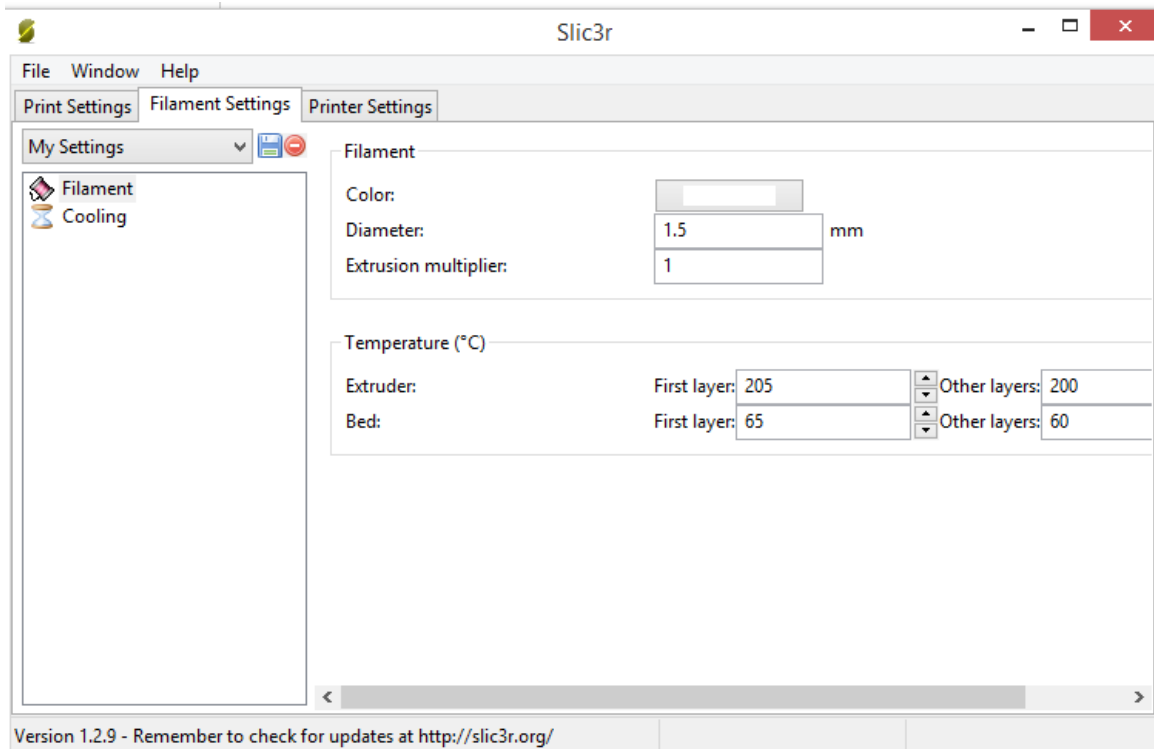 Slic3r
File Window Help
Print Settings Filament Settings Printer Settings
My Settings
Filament
Cooling
Filament
Color:
Diameter: 1.5 mm
Extrusion multiplier: 1
Temperature (°C)
Extruder: First layer: 205 Other layers: 200
Bed: First layer: 65 Other layers: 60
Version 1.2.9 - Remember to check for updates at http://slic3r.org/